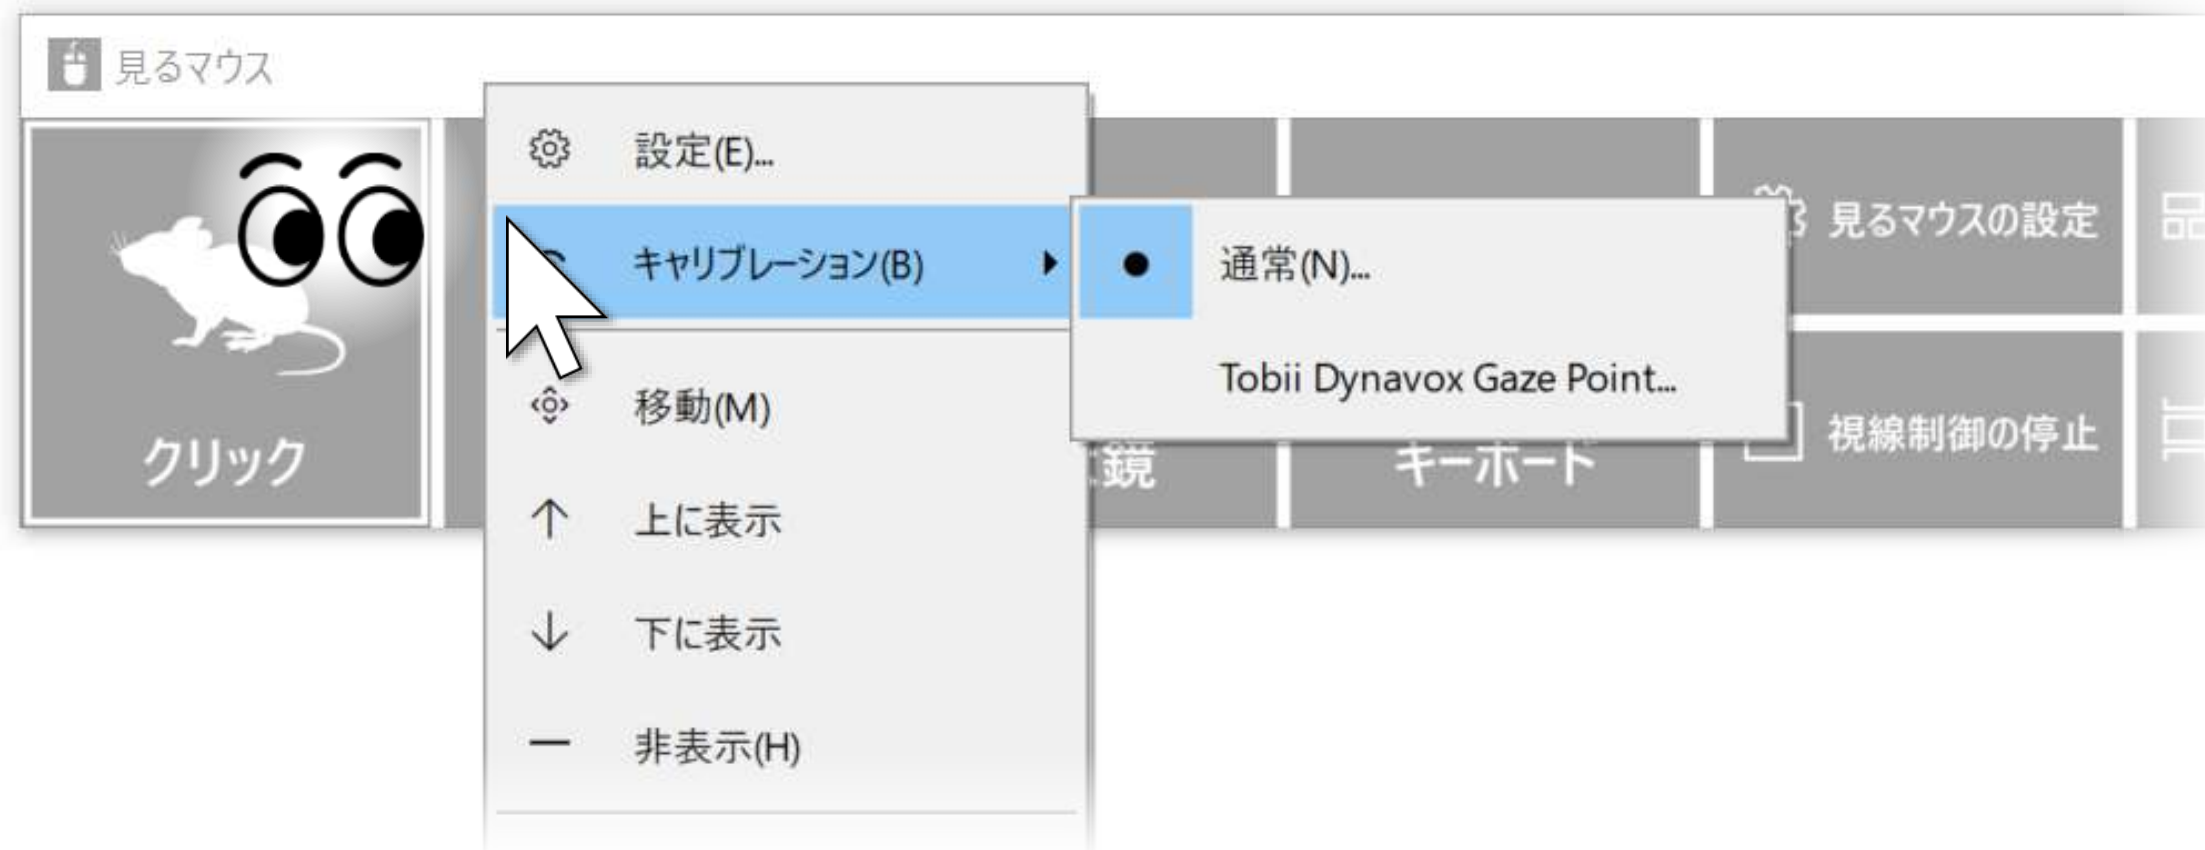 見るマウス
設定(E)...
キャリブレーション(B)
通常(N)...
Tobii Dynavox Gaze Point...
移動(M)
上に表示
下に表示
非表示(H)
クリック
鏡
キーボード
見るマウスの設定
視線制御の停止